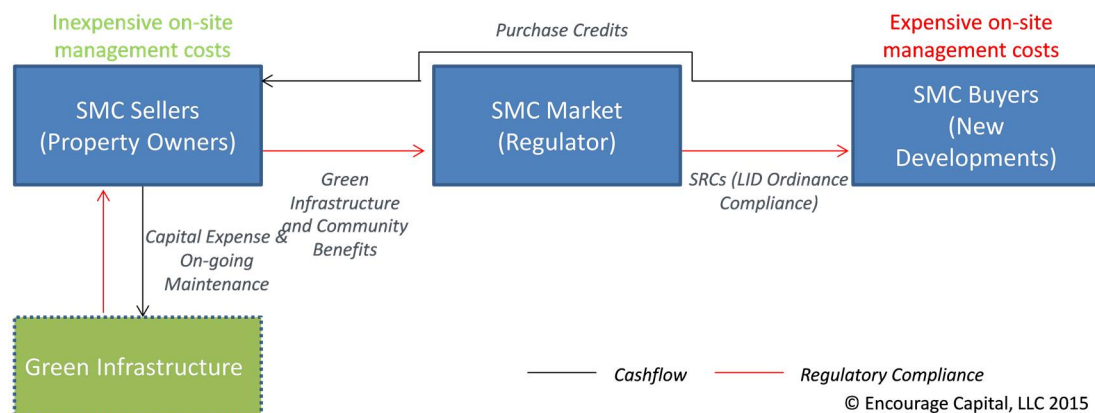 Inexpensive on-site
management costs
Purchase Credits
Expensive on-site
management costs
SMC Sellers
(Property Owners)
SMC Market
(Regulator)
SMC Buyers
(New
Developments)
Green
Infrastructure
and Community
Benefits
SRCs (LID Ordinance
Compliance)
Capital Expense &
On-going
Maintenance
Green Infrastructure
Cashflow
Regulatory Compliance
© Encourage Capital, LLC 2015